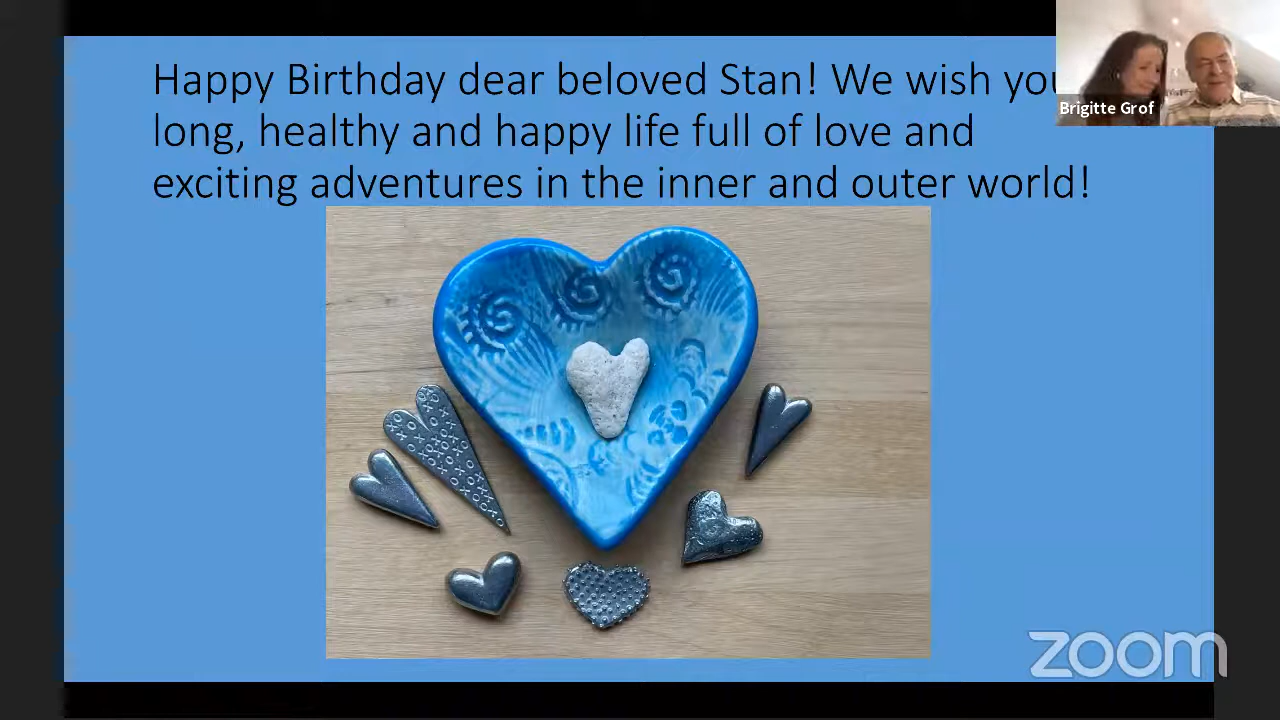 Happy Birthday dear beloved Stan! We wish you
long, healthy and happy life full of love and
exciting adventures in the inner and outer world!
Brigitte Grof
zoom